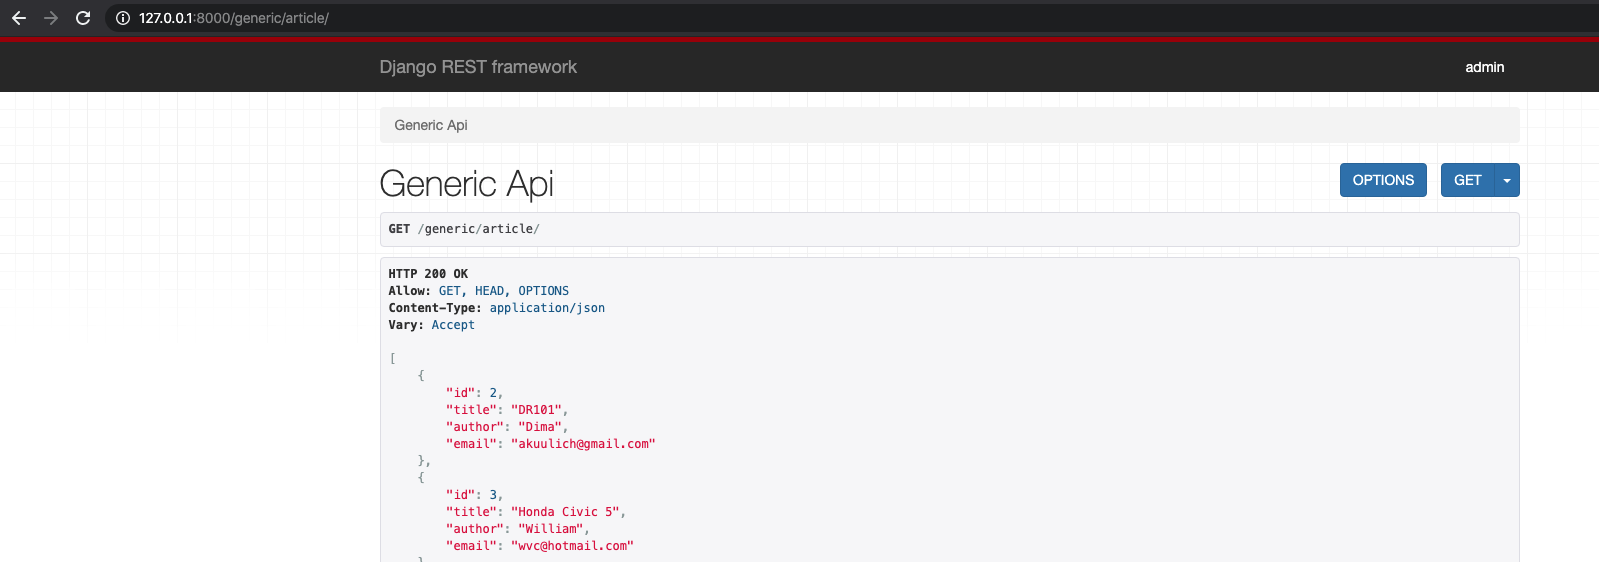 127.0.0.1:8000/generic/article/
Django REST framework admin
Generic Api
Generic Api OPTIONS GET
GET /generic/article/
HTTP 200 OK
Allow: GET, HEAD, OPTIONS
Content-Type: application/json
Vary: Accept
[
{
"id": 2,
"title": "DR101",
"author": "Dima",
"email": "akuulich@gmail.com"
},
{
"id": 3,
"title": "Honda Civic 5",
"author": "William",
"email": "wvc@hotmail.com"
}